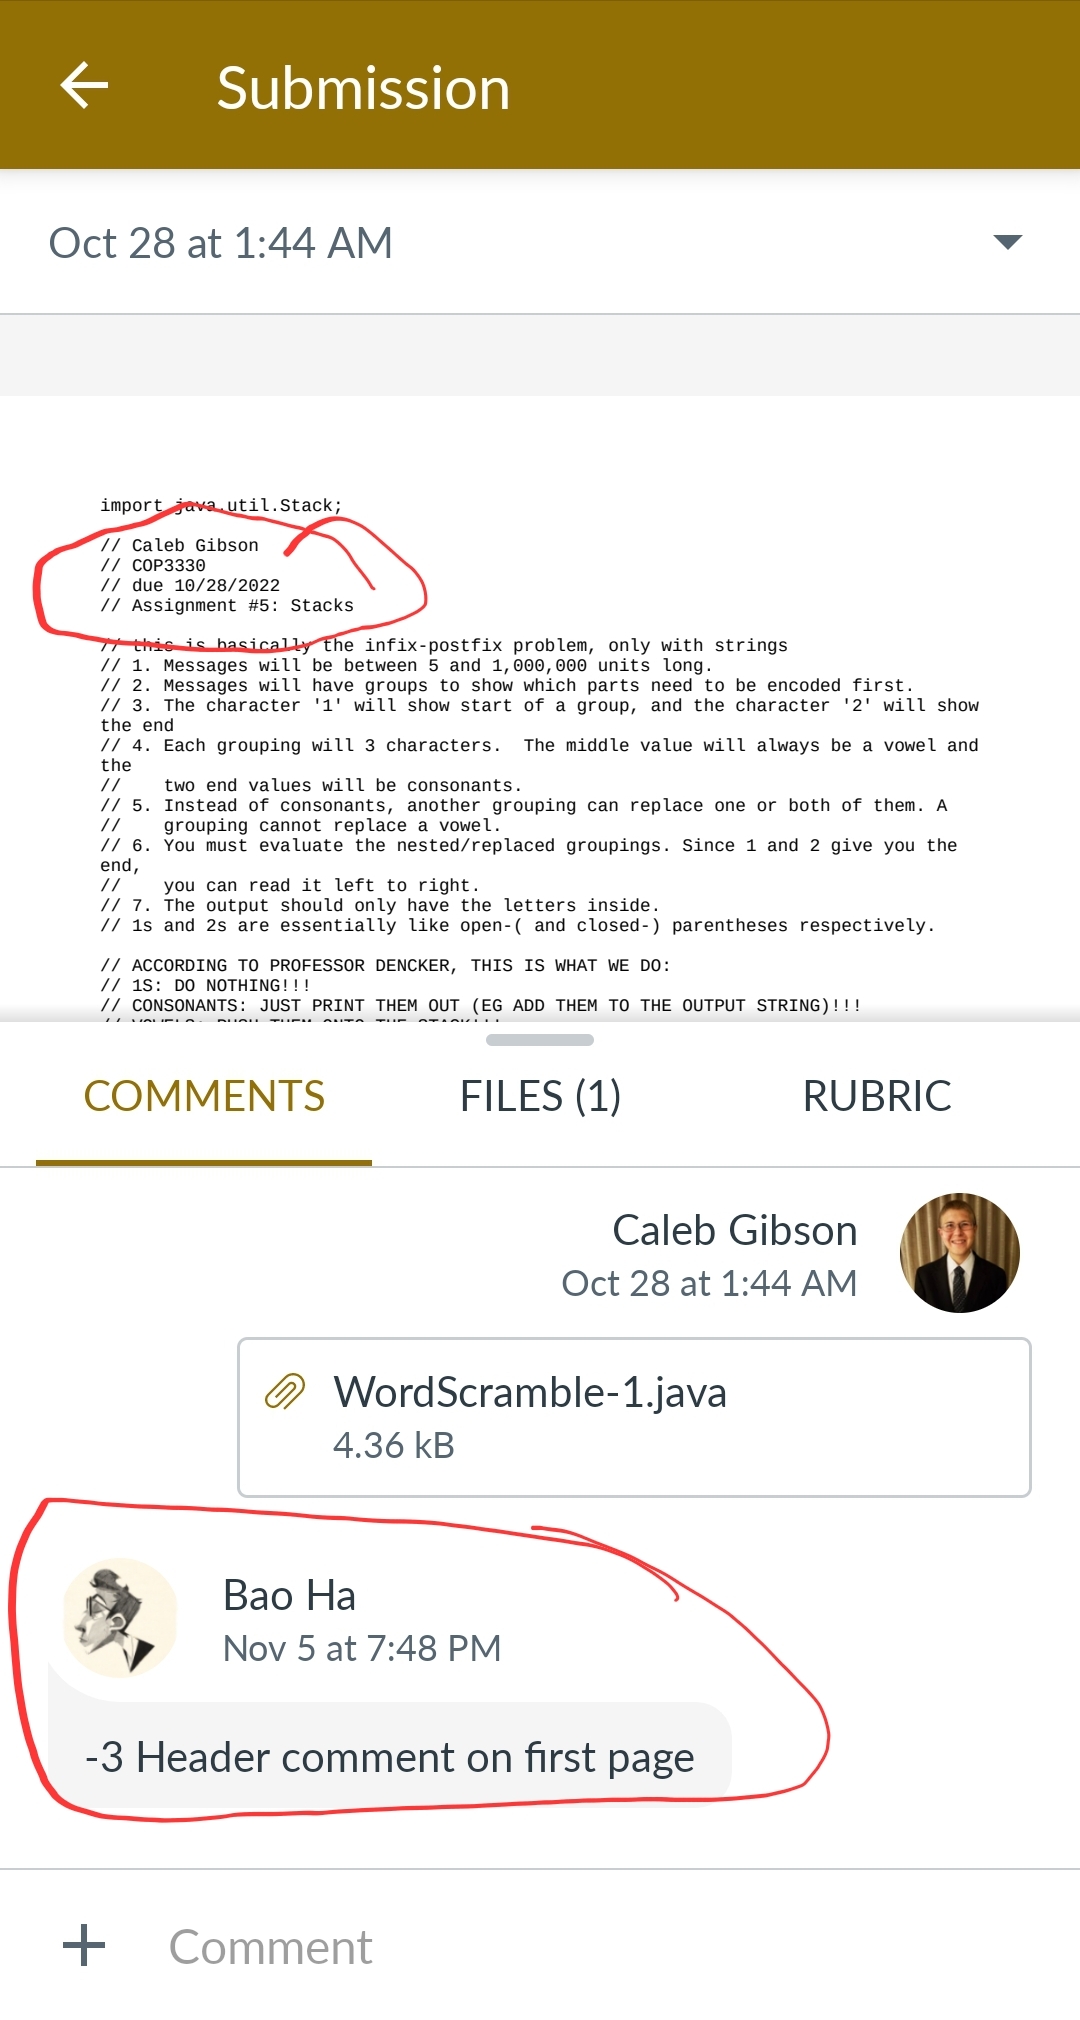 Submission
Oct 28 at 1:44 AM
import java.util.Stack;
// Caleb Gibson
// COP3330
// due 10/28/2022
// Assignment #5: Stacks
// this is basically the infix-postfix problem, only with strings
// 1. Messages will be between 5 and 1,000,000 units long.
// 2. Messages will have groups to show which parts need to be encoded first.
// 3. The character '1' will show start of a group, and the character '2' will show
the end
// 4. Each grouping will 3 characters.  The middle value will always be a vowel and
the
//    two end values will be consonants.
// 5. Instead of consonants, another grouping can replace one or both of them. A
//    grouping cannot replace a vowel.
// 6. You must evaluate the nested/replaced groupings. Since 1 and 2 give you the
end,
//    you can read it left to right.
// 7. The output should only have the letters inside.
// 1s and 2s are essentially like open-( and closed-) parentheses respectively.
// ACCORDING TO PROFESSOR DENCKER, THIS IS WHAT WE DO:
// 1S: DO NOTHING!!!
// CONSONANTS: JUST PRINT THEM OUT (EG ADD THEM TO THE OUTPUT STRING)!!!
// VOWELS: PUSH THEM ONTO THE STACK!!!
COMMENTS
FILES (1)
RUBRIC
Caleb Gibson
Oct 28 at 1:44 AM
WordScramble-1.java
4.36 kB
Bao Ha
Nov 5 at 7:48 PM
-3 Header comment on first page
Comment